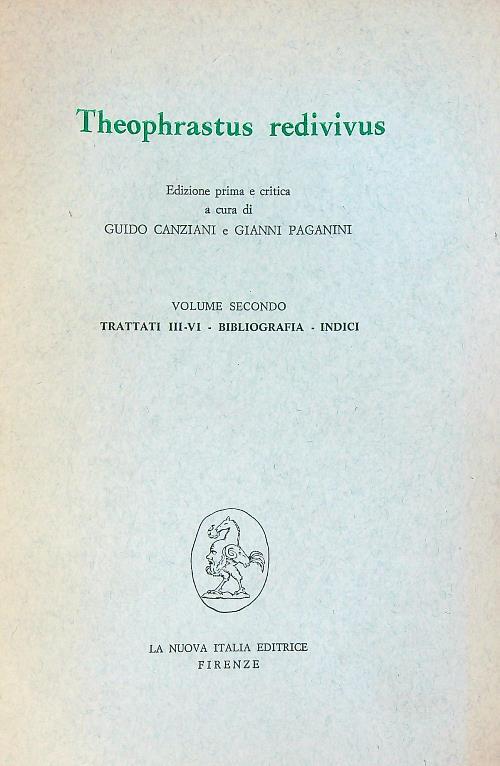 Theophrastus redivivus
Edizione prima e critica
a cura di
GUIDO CANZIANI e GIANNI PAGANINI
VOLUME SECONDO
TRATTATI III-VI - BIBLIOGRAFIA - INDICI
LA NUOVA ITALIA EDITRICE
FIRENZE